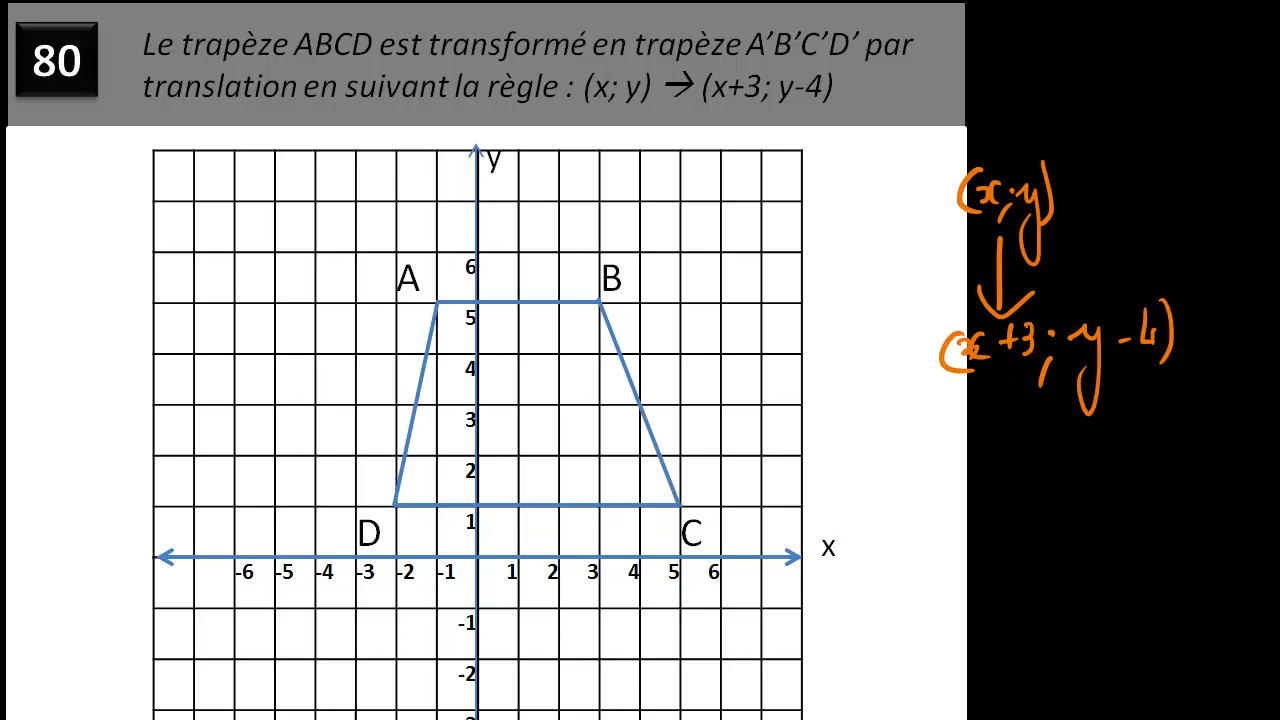 80
Le trapèze ABCD est transformé en trapèze A’B’C’D’ par
translation en suivant la règle : (x; y) → (x+3; y-4)
y
(x; y)
A
6
B
5
(x+3; y-4)
4
3
2
1
D
C
x
-6 -5 -4 -3 -2 -1 1 2 3 4 5 6
-1
-2